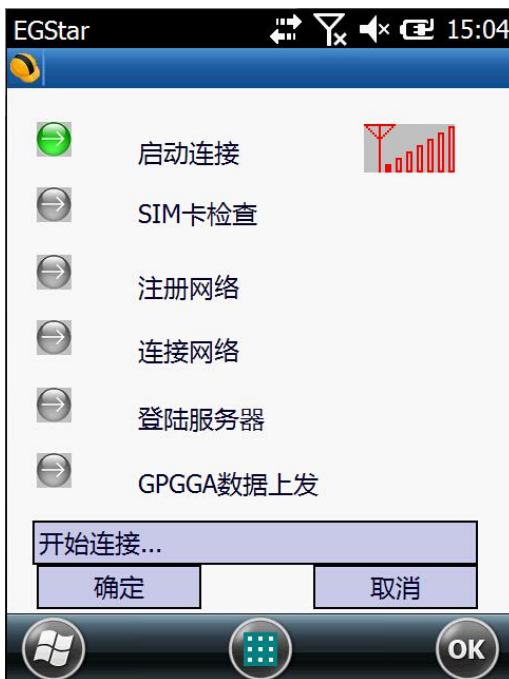 EGStar 15:04
启动连接
SIM卡检查
注册网络
连接网络
登陆服务器
GPGGA数据上发
开始连接...
确定 取消
OK